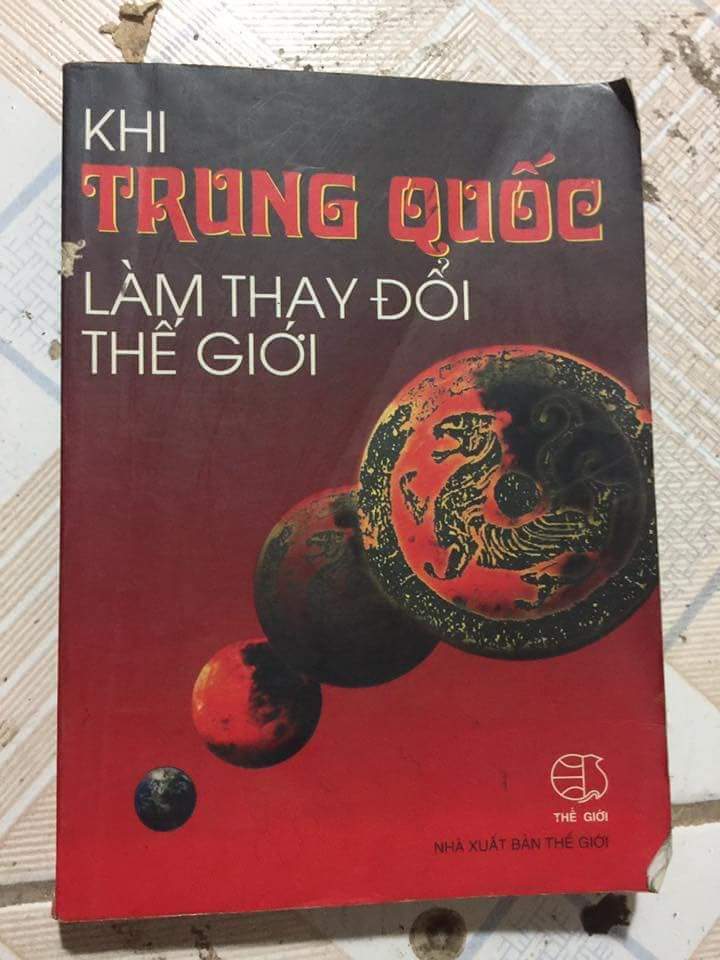 KHI
TRUNG QUỐC
LÀM THAY ĐỔI
THẾ GIỚI
THẾ GIỚI
NHÀ XUẤT BẢN THẾ GIỚI